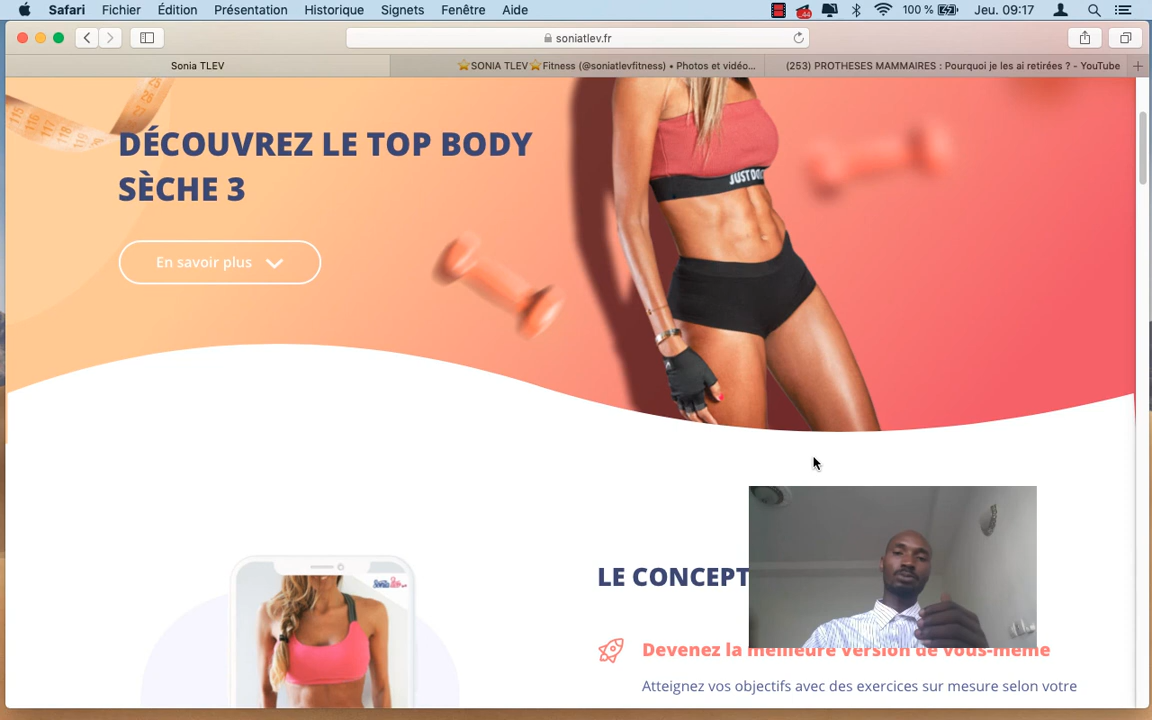 Safari Fichier Édition Présentation Historique Signets Fenêtre Aide 100 % Jeu. 09:17
soniatlev.fr
Sonia TLEV ⭐SONIA TLEV⭐Fitness (@soniatlevfitness) • Photos et vidéo... (253) PROTHESES MAMMAIRES : Pourquoi je les ai retirées ? - YouTube
DÉCOUVREZ LE TOP BODY
SÈCHE 3
En savoir plus
LE CONCEPT
Devenez la meilleure version de vous-même
Atteignez vos objectifs avec des exercices sur mesure selon votre